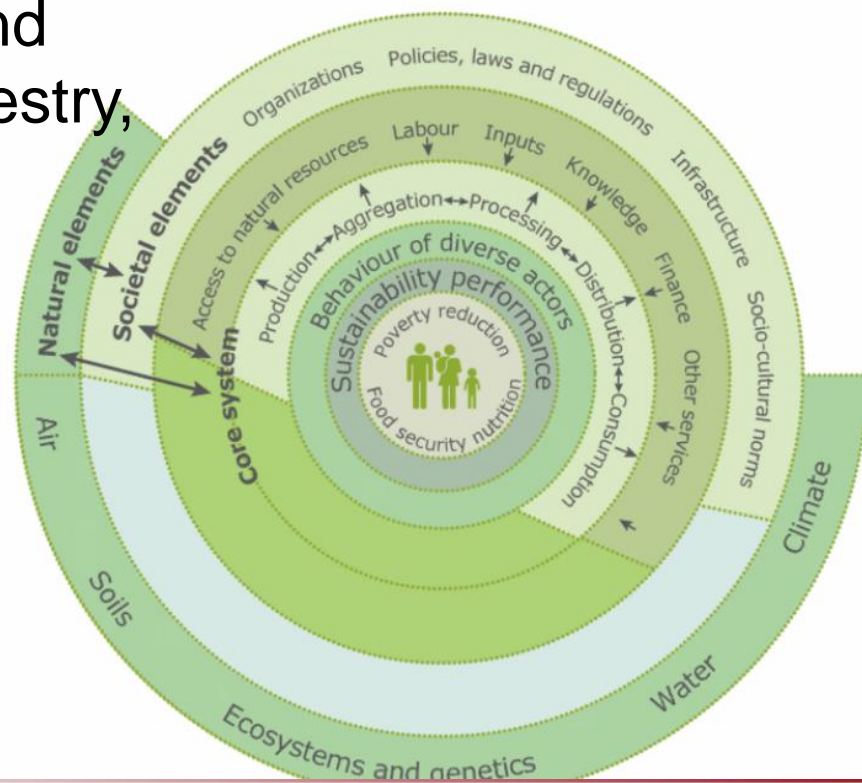 nd
estry,
Organizations
Policies, laws and regulations
Infrastructure
Socio-cultural norms
Natural elements
Societal elements
Core system
Access to natural resources
Labour
Inputs
Knowledge
Finance
Other services
Production
Aggregation
Processing
Distribution
Consumption
Behaviour of diverse actors
Sustainability performance
Poverty reduction
Food security nutrition
Air
Soils
Ecosystems and genetics
Water
Climate